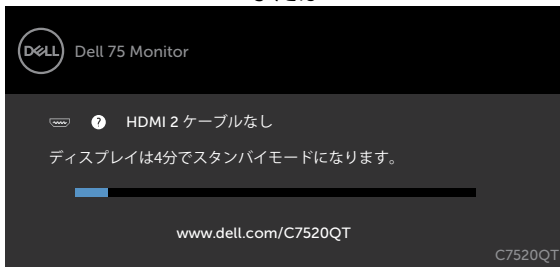 DELL
Dell 75 Monitor
? HDMI 2 ケーブルなし
ディスプレイは4分でスタンバイモードになります。
www.dell.com/C7520QT
C7520QT